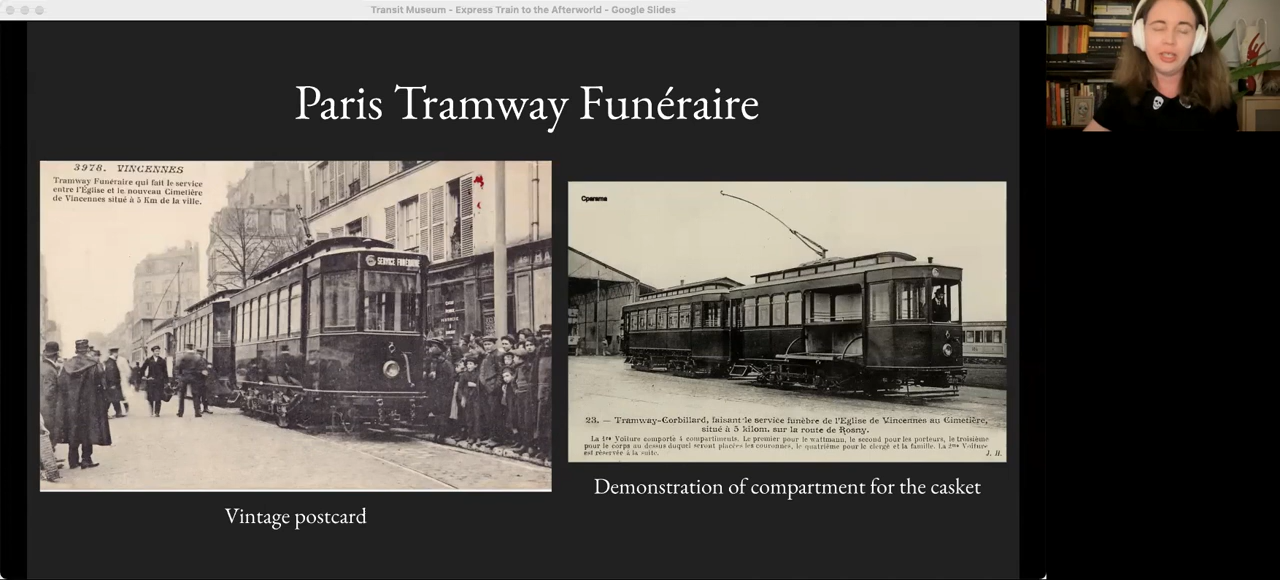 Transit Museum - Express Train to the Afterworld - Google Slides
Paris Tramway Funéraire
3978. VINCENNES
Tramway Funéraire qui fait le service
entre l'Église et le nouveau Cimetière
de Vincennes situé à 5 Km de la ville.
SERVICE FUNÉRAIRE
Vintage postcard
Cparama
23. — Tramway-Corbillard, faisant le service funèbre de l'Eglise de Vincennes au Cimetière,
situé à 5 kilom. sur la route de Rosny.
La 1re Voiture comporte 4 compartiments. Le premier pour le wattmann, le second pour les porteurs, le troisième
pour le corps au dessus duquel seront placées les couronnes, le quatrième pour le clergé et la famille. La 2me Voiture
est réservée à la suite.
J. H.
Demonstration of compartment for the casket